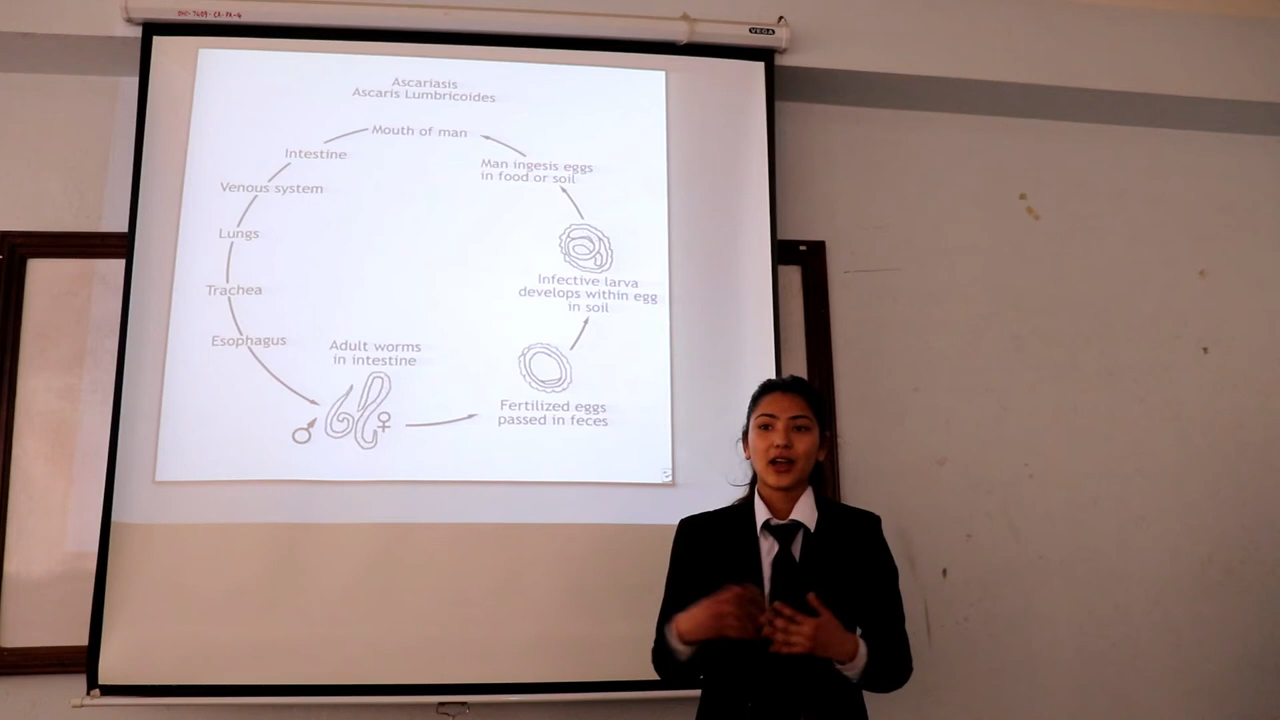 VEGA
Ascariasis
Ascaris Lumbricoides
Mouth of man
Intestine
Venous system
Lungs
Trachea
Esophagus
Adult worms
in intestine
Fertilized eggs
passed in feces
Infective larva
develops within egg
in soil
Man ingesis eggs
in food or soil